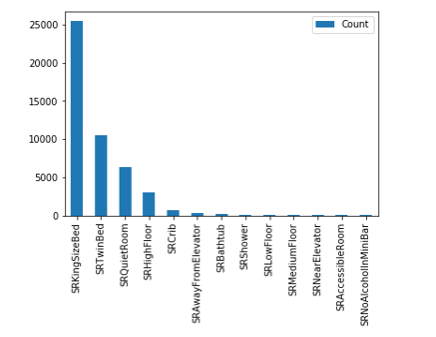 Count
25000
20000
15000
10000
5000
0
SRKingSizeBed
SRTwinBed
SRQuietRoom
SRHighFloor
SRCrib
SRAwayFromElevator
SRBathtub
SRShower
SRLowFloor
SRMediumFloor
SRNearElevator
SRAccessibleRoom
SRNoAlcoholInMiniBar